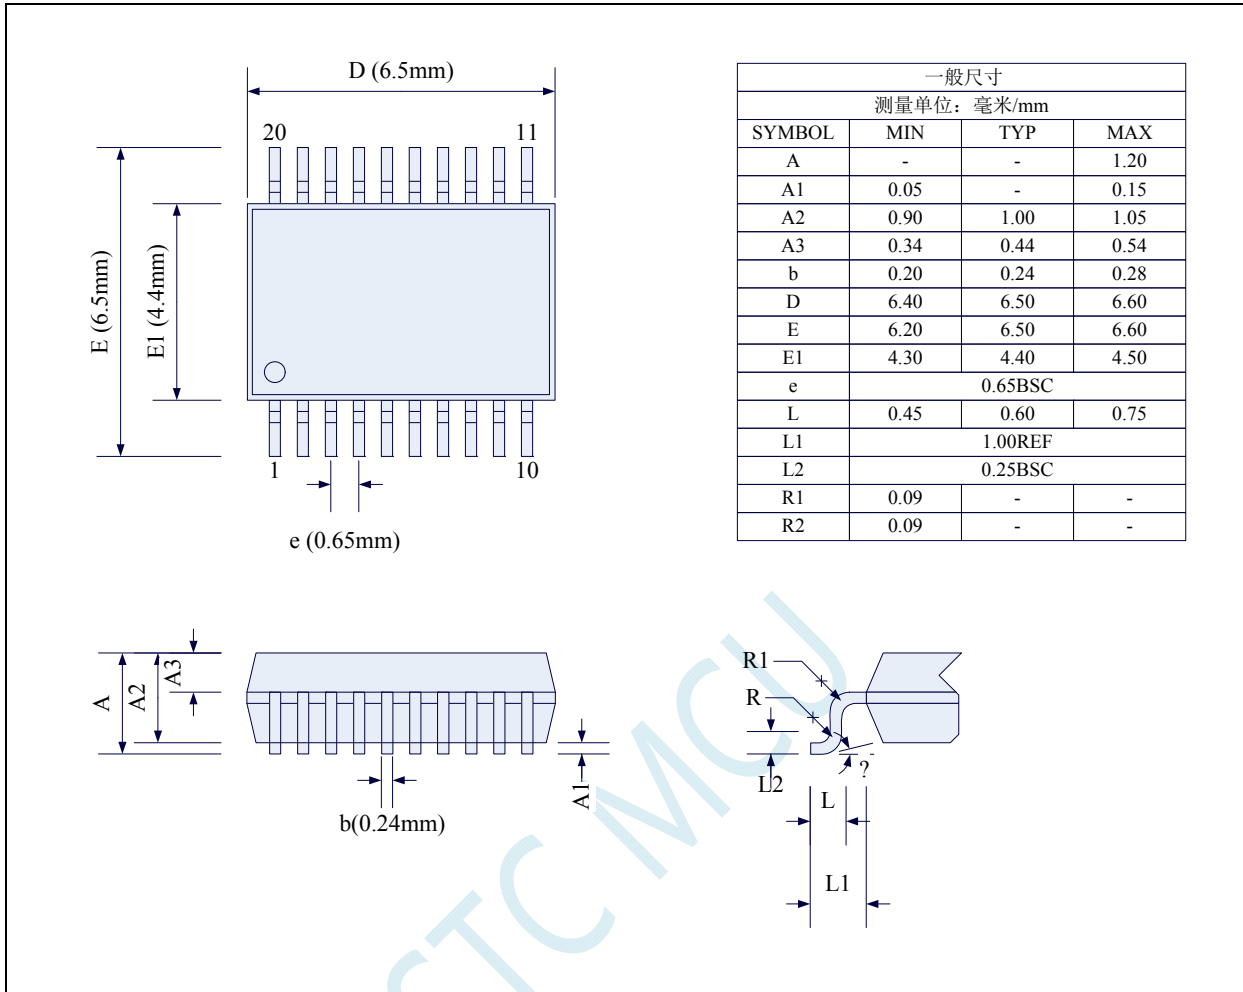 D (6.5mm)
20
11
E (6.5mm)
E1 (4.4mm)
1
10
e (0.65mm)
一般尺寸
测量单位：毫米/mm
SYMBOL MIN TYP MAX
A - - 1.20
A1 0.05 - 0.15
A2 0.90 1.00 1.05
A3 0.34 0.44 0.54
b 0.20 0.24 0.28
D 6.40 6.50 6.60
E 6.20 6.50 6.60
E1 4.30 4.40 4.50
e 0.65BSC
L 0.45 0.60 0.75
L1 1.00REF
L2 0.25BSC
R1 0.09 - -
R2 0.09 - -
A
A2
A3
b(0.24mm)
A1
R1
R
L2
?
L
L1
STC MCU